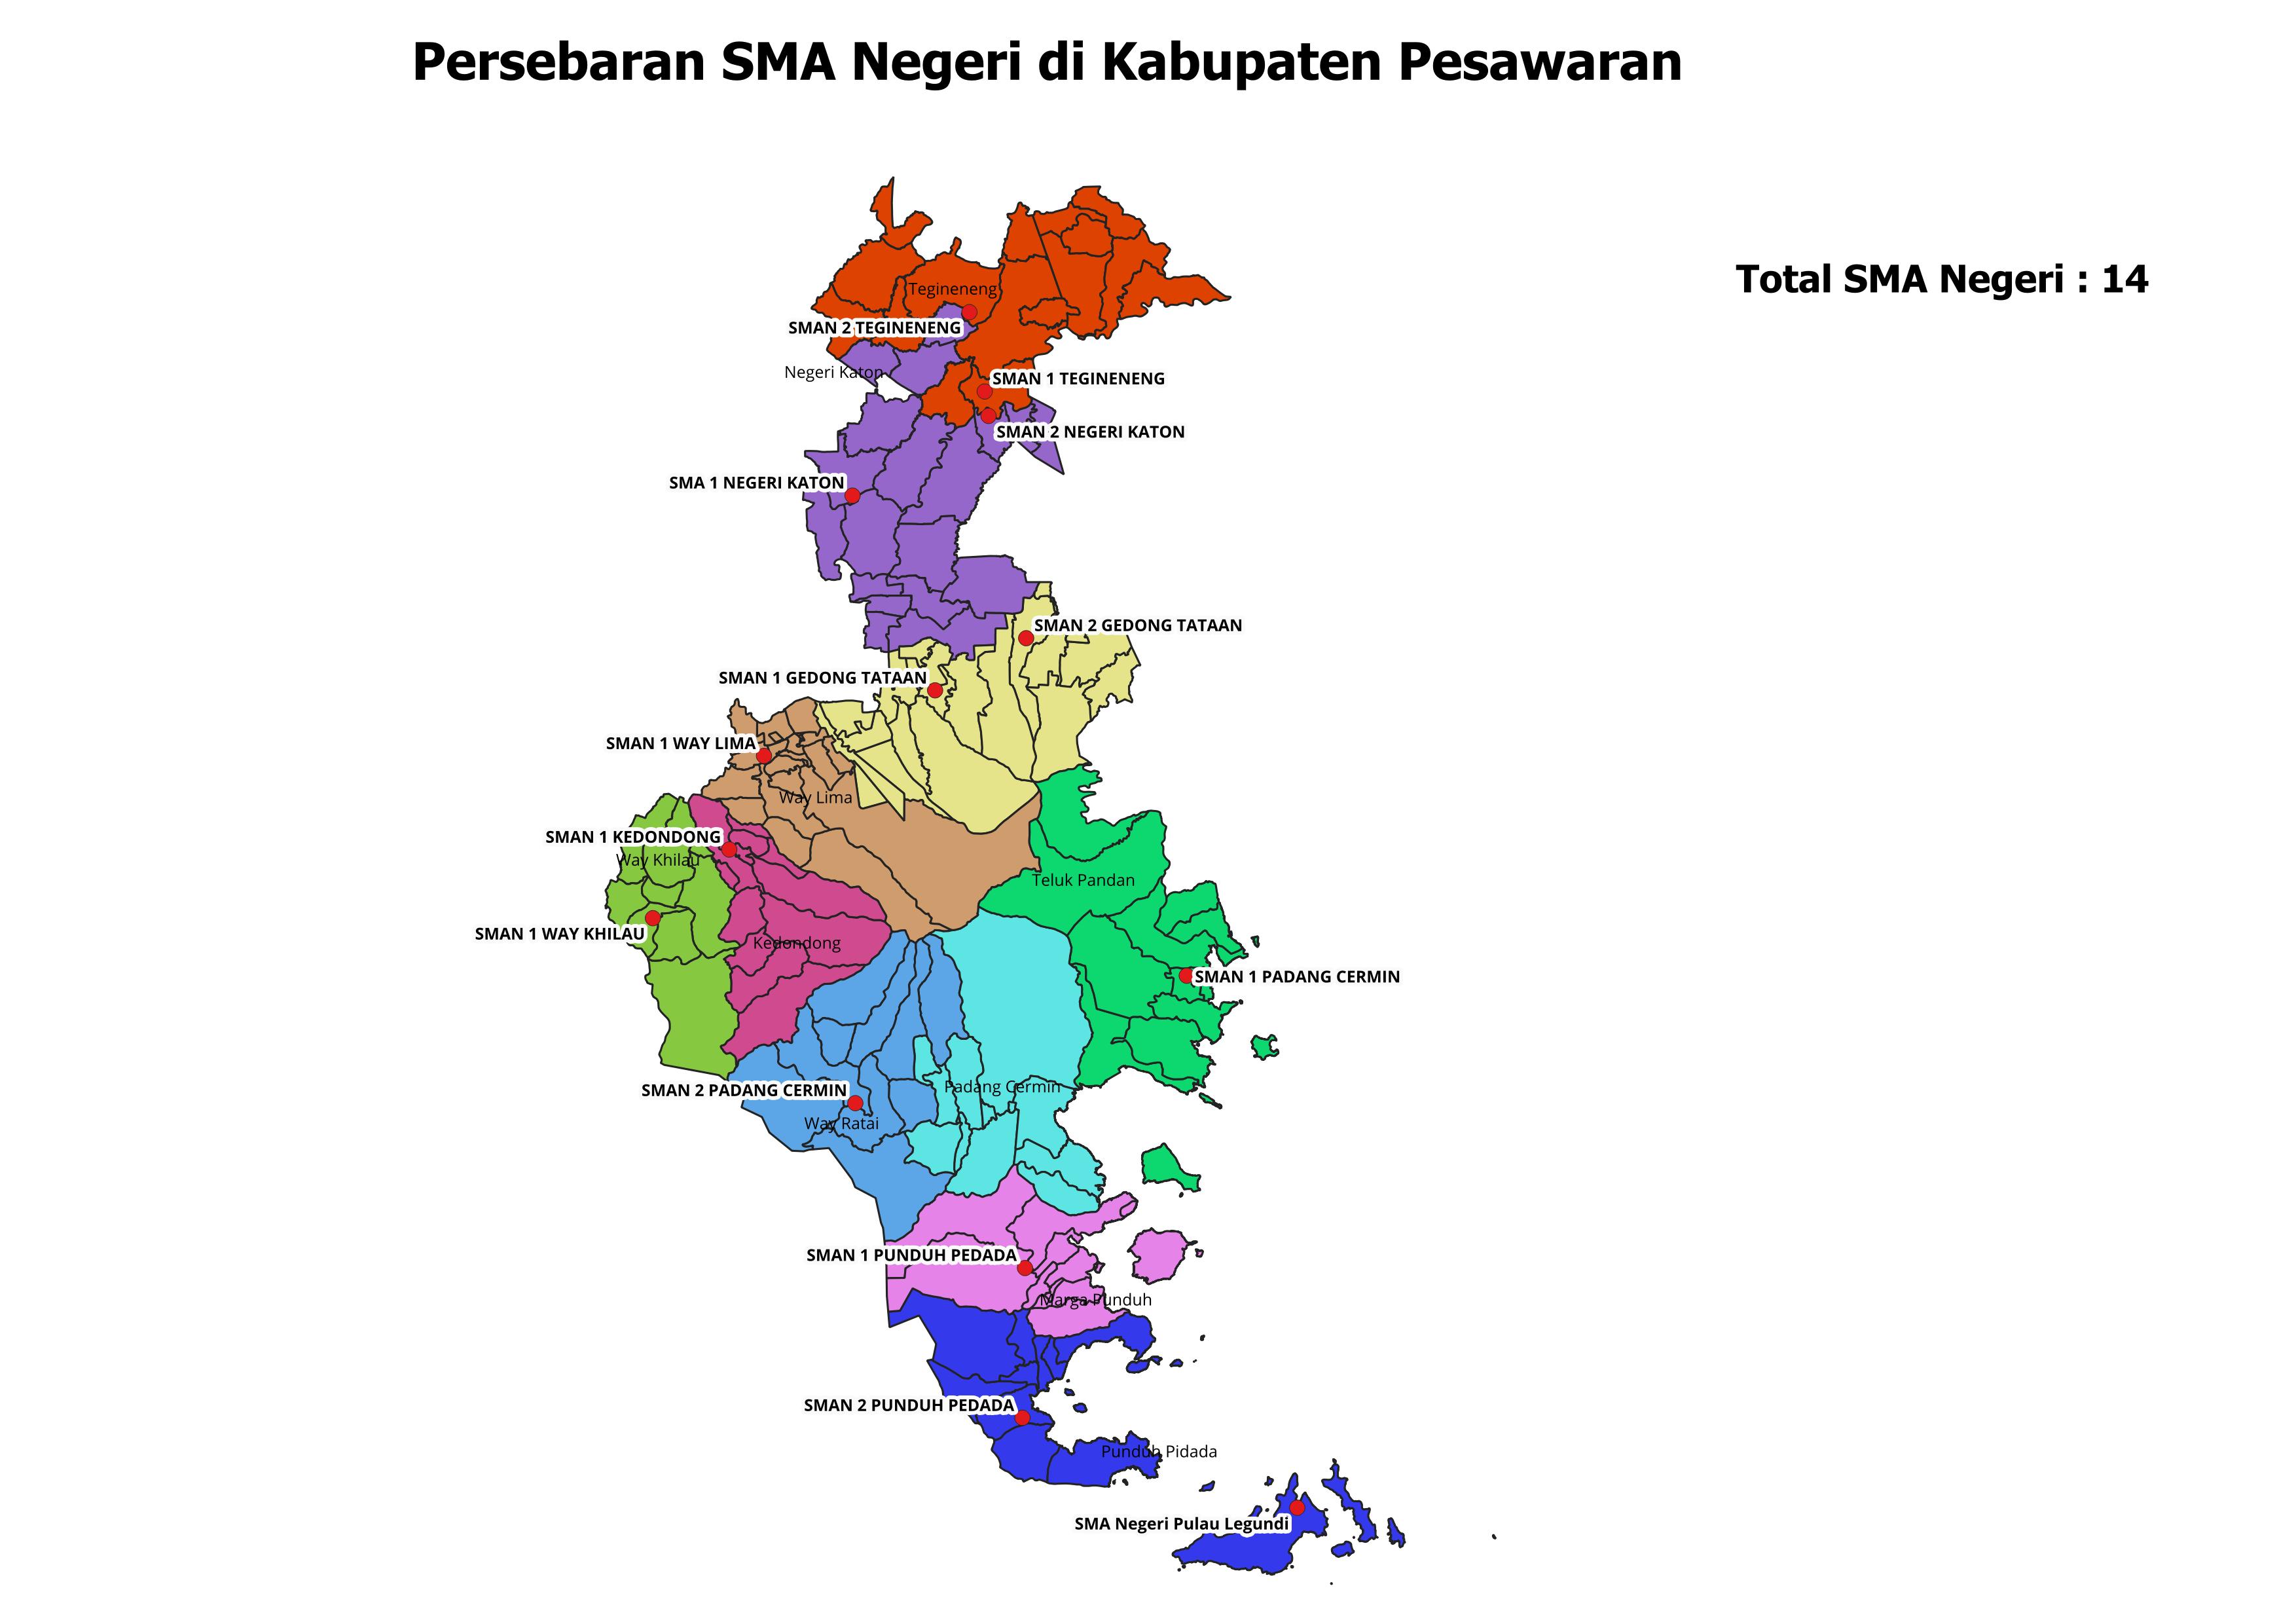 Persebaran SMA Negeri di Kabupaten Pesawaran
Total SMA Negeri : 14
Tegineneng
SMAN 2 TEGINENENG
Negeri Katon
SMAN 1 TEGINENENG
SMAN 2 NEGERI KATON
SMA 1 NEGERI KATON
SMAN 2 GEDONG TATAAN
SMAN 1 GEDONG TATAAN
SMAN 1 WAY LIMA
Way Lima
SMAN 1 KEDONDONG
Way Khilau
Teluk Pandan
SMAN 1 WAY KHILAU
Kedondong
SMAN 1 PADANG CERMIN
Padang Cermin
SMAN 2 PADANG CERMIN
Way Ratai
SMAN 1 PUNDUH PEDADA
Marga Punduh
SMAN 2 PUNDUH PEDADA
Punduh Pidada
SMA Negeri Pulau Legundi